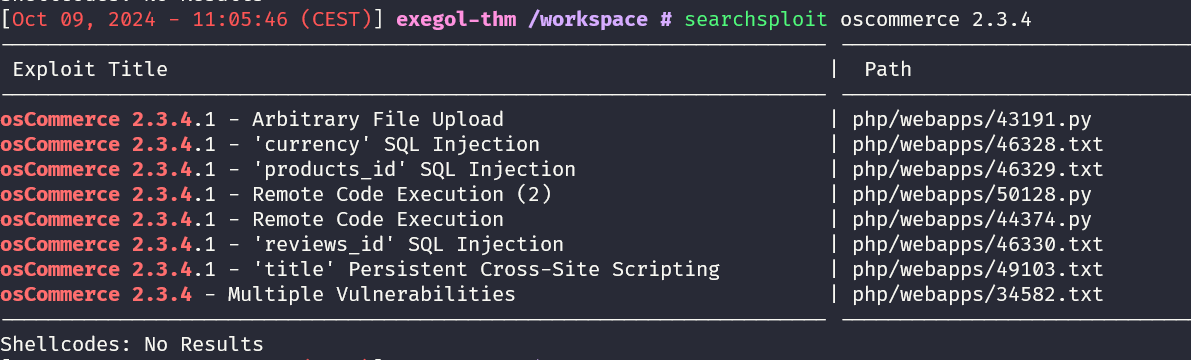 [Oct 09, 2024 - 11:05:46 (CEST)] exegol-thm /workspace # searchsploit oscommerce 2.3.4
Exploit Title | Path
osCommerce 2.3.4.1 - Arbitrary File Upload | php/webapps/43191.py
osCommerce 2.3.4.1 - 'currency' SQL Injection | php/webapps/46328.txt
osCommerce 2.3.4.1 - 'products_id' SQL Injection | php/webapps/46329.txt
osCommerce 2.3.4.1 - Remote Code Execution (2) | php/webapps/50128.py
osCommerce 2.3.4.1 - Remote Code Execution | php/webapps/44374.py
osCommerce 2.3.4.1 - 'reviews_id' SQL Injection | php/webapps/46330.txt
osCommerce 2.3.4.1 - 'title' Persistent Cross-Site Scripting | php/webapps/49103.txt
osCommerce 2.3.4 - Multiple Vulnerabilities | php/webapps/34582.txt
Shellcodes: No Results